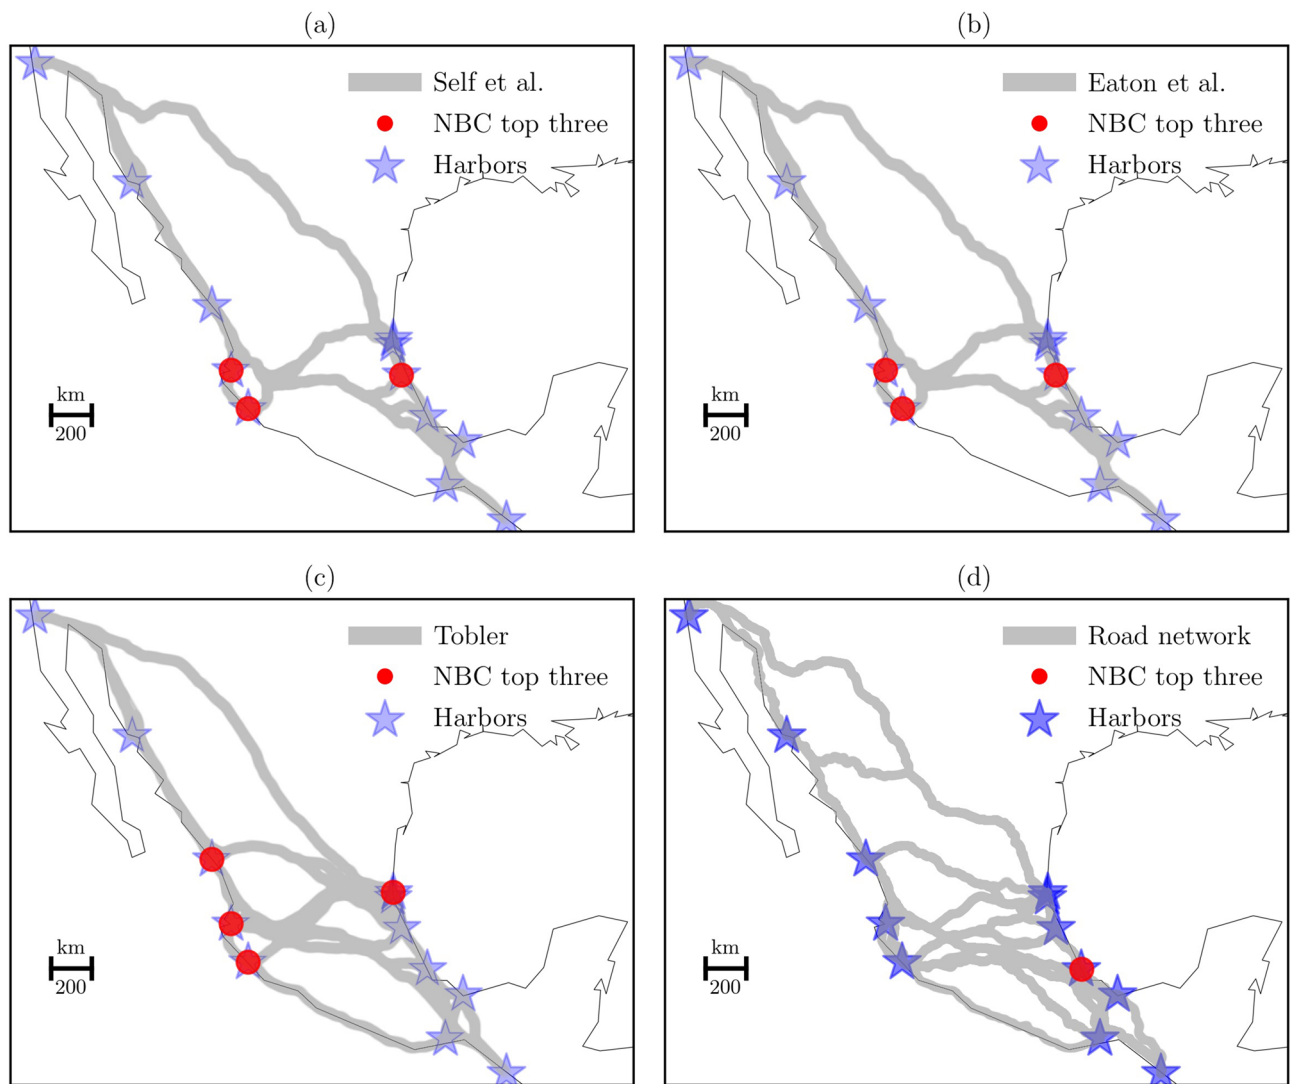 (a)
Self et al.
NBC top three
Harbors
km
200
(b)
Eaton et al.
NBC top three
Harbors
km
200
(c)
Tobler
NBC top three
Harbors
km
200
(d)
Road network
NBC top three
Harbors
km
200